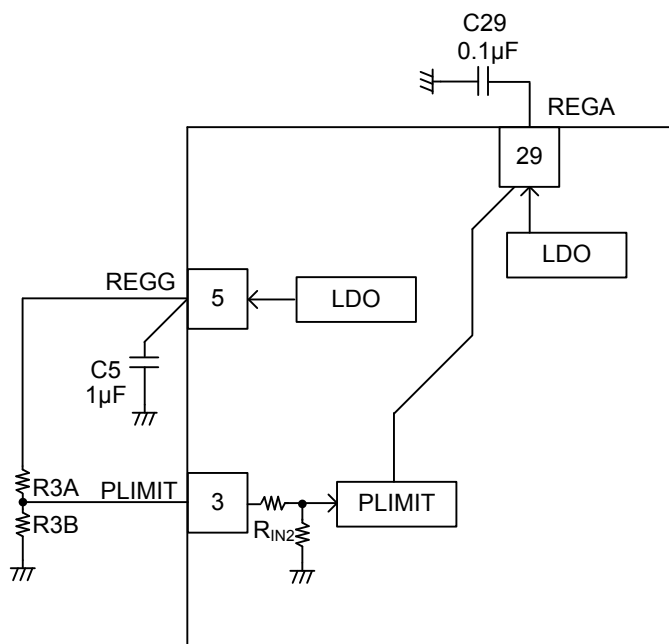 C29
0.1µF
REGA
29
LDO
REGG
5
LDO
C5
1µF
R3A
PLIMIT
3
PLIMIT
R3B
RIN2